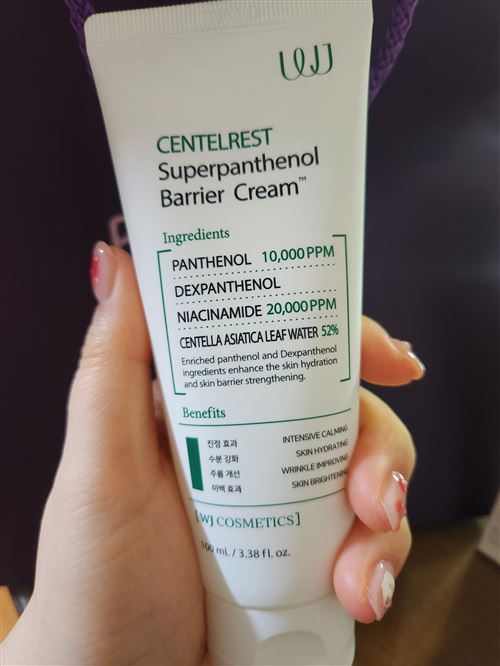 WJ
CENTELREST
Superpanthenol
Barrier Cream™
Ingredients
PANTHENOL 10,000 PPM
DEXPANTHENOL
NIACINAMIDE 20,000 PPM
CENTELLA ASIATICA LEAF WATER 52%
Enriched panthenol and Dexpanthenol
ingredients enhance the skin hydration
and skin barrier strengthening.
Benefits
진정 효과 INTENSIVE CALMING
수분 강화 SKIN HYDRATING
주름 개선 WRINKLE IMPROVING
미백 효과 SKIN BRIGHTENING
[WJ COSMETICS]
100 mL / 3.38 fl. oz.